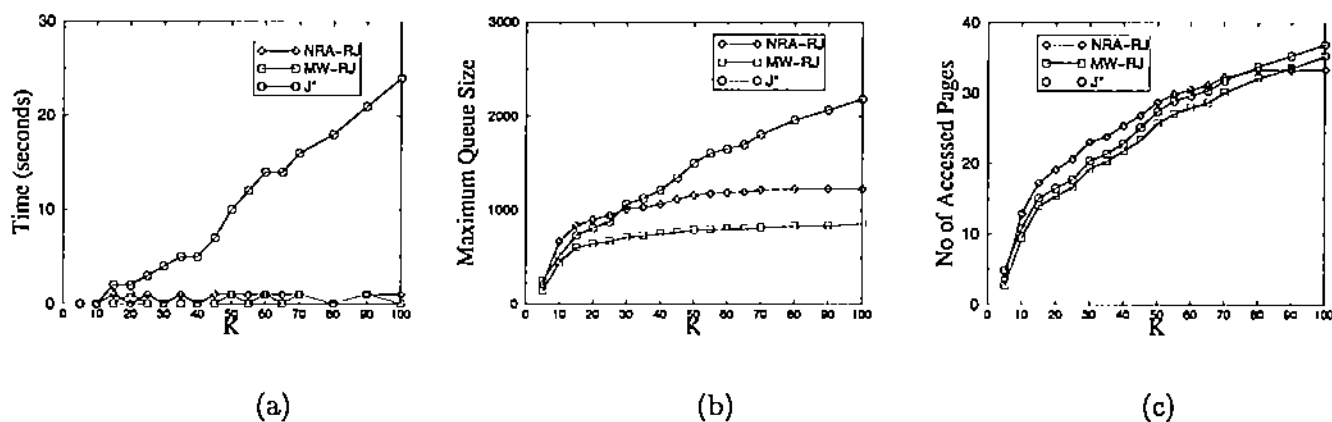 Time (seconds)
30
20
10
0
NRA-RJ
MW-RJ
J*
0 10 20 30 40 50 60 70 80 90 100
K
(a)
Maximum Queue Size
3000
2000
1000
0
NRA-RJ
MW-RJ
J*
0 10 20 30 40 50 60 70 80 90 100
K
(b)
No of Accessed Pages
40
30
20
10
0
NRA-RJ
MW-RJ
J*
0 10 20 30 40 50 60 70 80 90 100
K
(c)